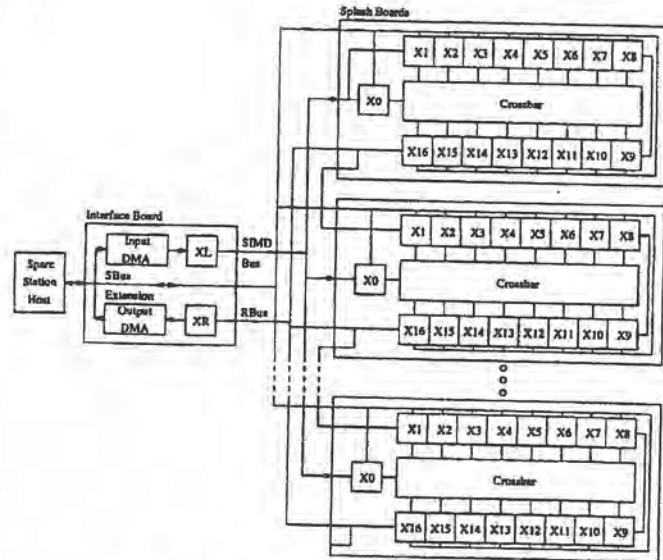 Splash Boards
X1 X2 X3 X4 X5 X6 X7 X8
X0
Crossbar
X16 X15 X14 X13 X12 X11 X10 X9
Interface Board
Input
DMA
XL
SIMD
Bus
Sparc
Station
Host
SBus
Extension
Output
DMA
XR
RBus
X1 X2 X3 X4 X5 X6 X7 X8
X0
Crossbar
X16 X15 X14 X13 X12 X11 X10 X9
X1 X2 X3 X4 X5 X6 X7 X8
X0
Crossbar
X16 X15 X14 X13 X12 X11 X10 X9